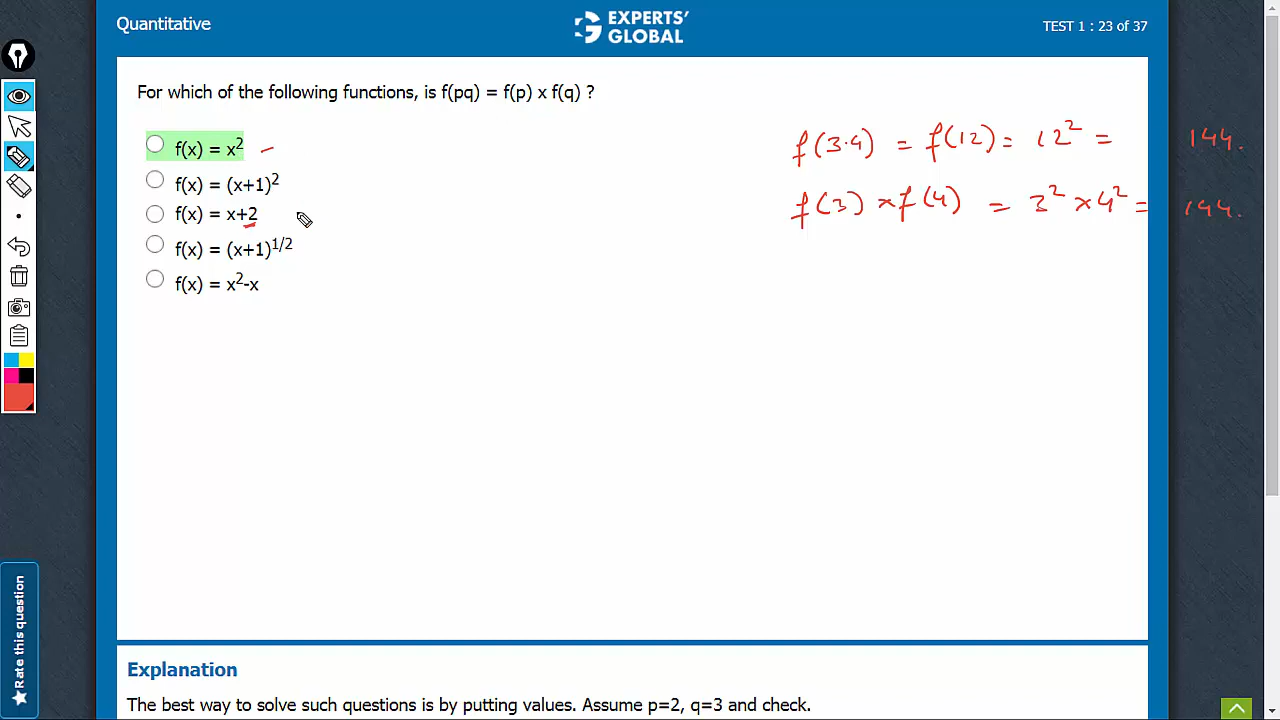 Quantitative
EXPERTS'
GLOBAL
TEST 1 : 23 of 37
For which of the following functions, is f(pq) = f(p) x f(q) ?
f(x) = x²
f(x) = (x+1)²
f(x) = x+2
f(x) = (x+1)^1/2
f(x) = x²-x
f(3·4) = f(12) = 12² = 144.
f(3) × f(4) = 3² × 4² = 144.
Rate this question
Explanation
The best way to solve such questions is by putting values. Assume p=2, q=3 and check.